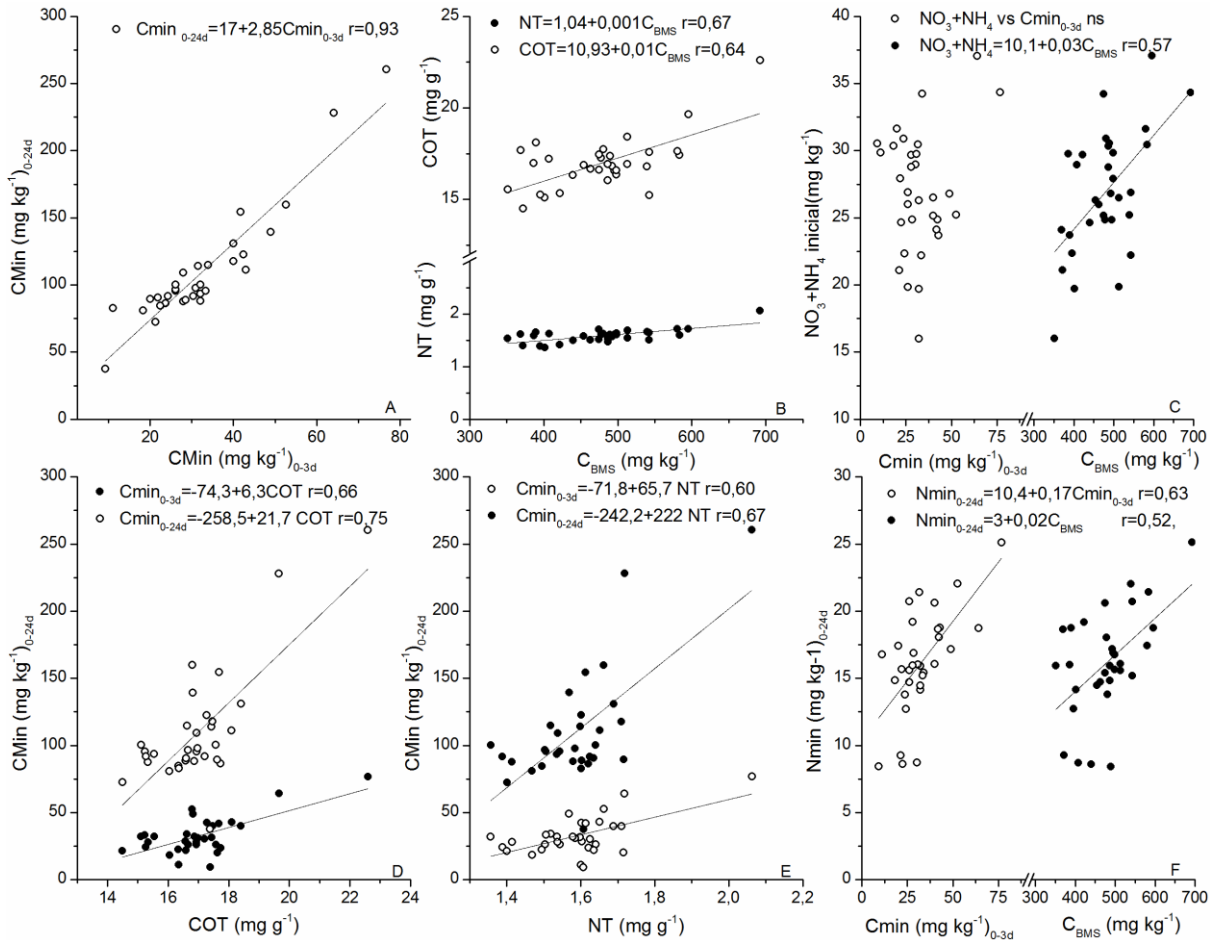 Cmin 0-24d=17+2,85Cmin0-3d r=0,93
CMin (mg kg-1)0-24d
300
250
200
150
100
50
0
20 40 60 80
CMin (mg kg-1)0-3d
A
NT=1,04+0,001CBMS r=0,67
COT=10,93+0,01CBMS r=0,64
COT (mg g-1)
NT (mg g-1)
25
20
15
2
1
0
300 400 500 600 700
CBMS (mg kg-1)
B
NO3+NH4 vs Cmin0-3d ns
NO3+NH4=10,1+0,03CBMS r=0,57
NO3+NH4 inicial(mg kg-1)
40
35
30
25
20
15
10
0 25 50 75 300 400 500 600 700
Cmin (mg kg-1)0-3d
CBMS (mg kg-1)
C
Cmin0-3d=-74,3+6,3COT r=0,66
Cmin0-24d=-258,5+21,7 COT r=0,75
CMin (mg kg-1)0-24d
300
250
200
150
100
50
0
14 16 18 20 22 24
COT (mg g-1)
D
Cmin0-3d=-71,8+65,7 NT r=0,60
Cmin0-24d=-242,2+222 NT r=0,67
CMin (mg kg-1)0-24d
300
250
200
150
100
50
0
1,4 1,6 1,8 2,0 2,2
NT (mg g-1)
E
Nmin0-24d=10,4+0,17Cmin0-3d r=0,63
Nmin0-24d=3+0,02CBMS r=0,52,
Nmin (mg kg-1)0-24d
30
25
20
15
10
5
0
0 25 50 75 300 400 500 600 700
Cmin (mg kg-1)0-3d
CBMS (mg kg-1)
F